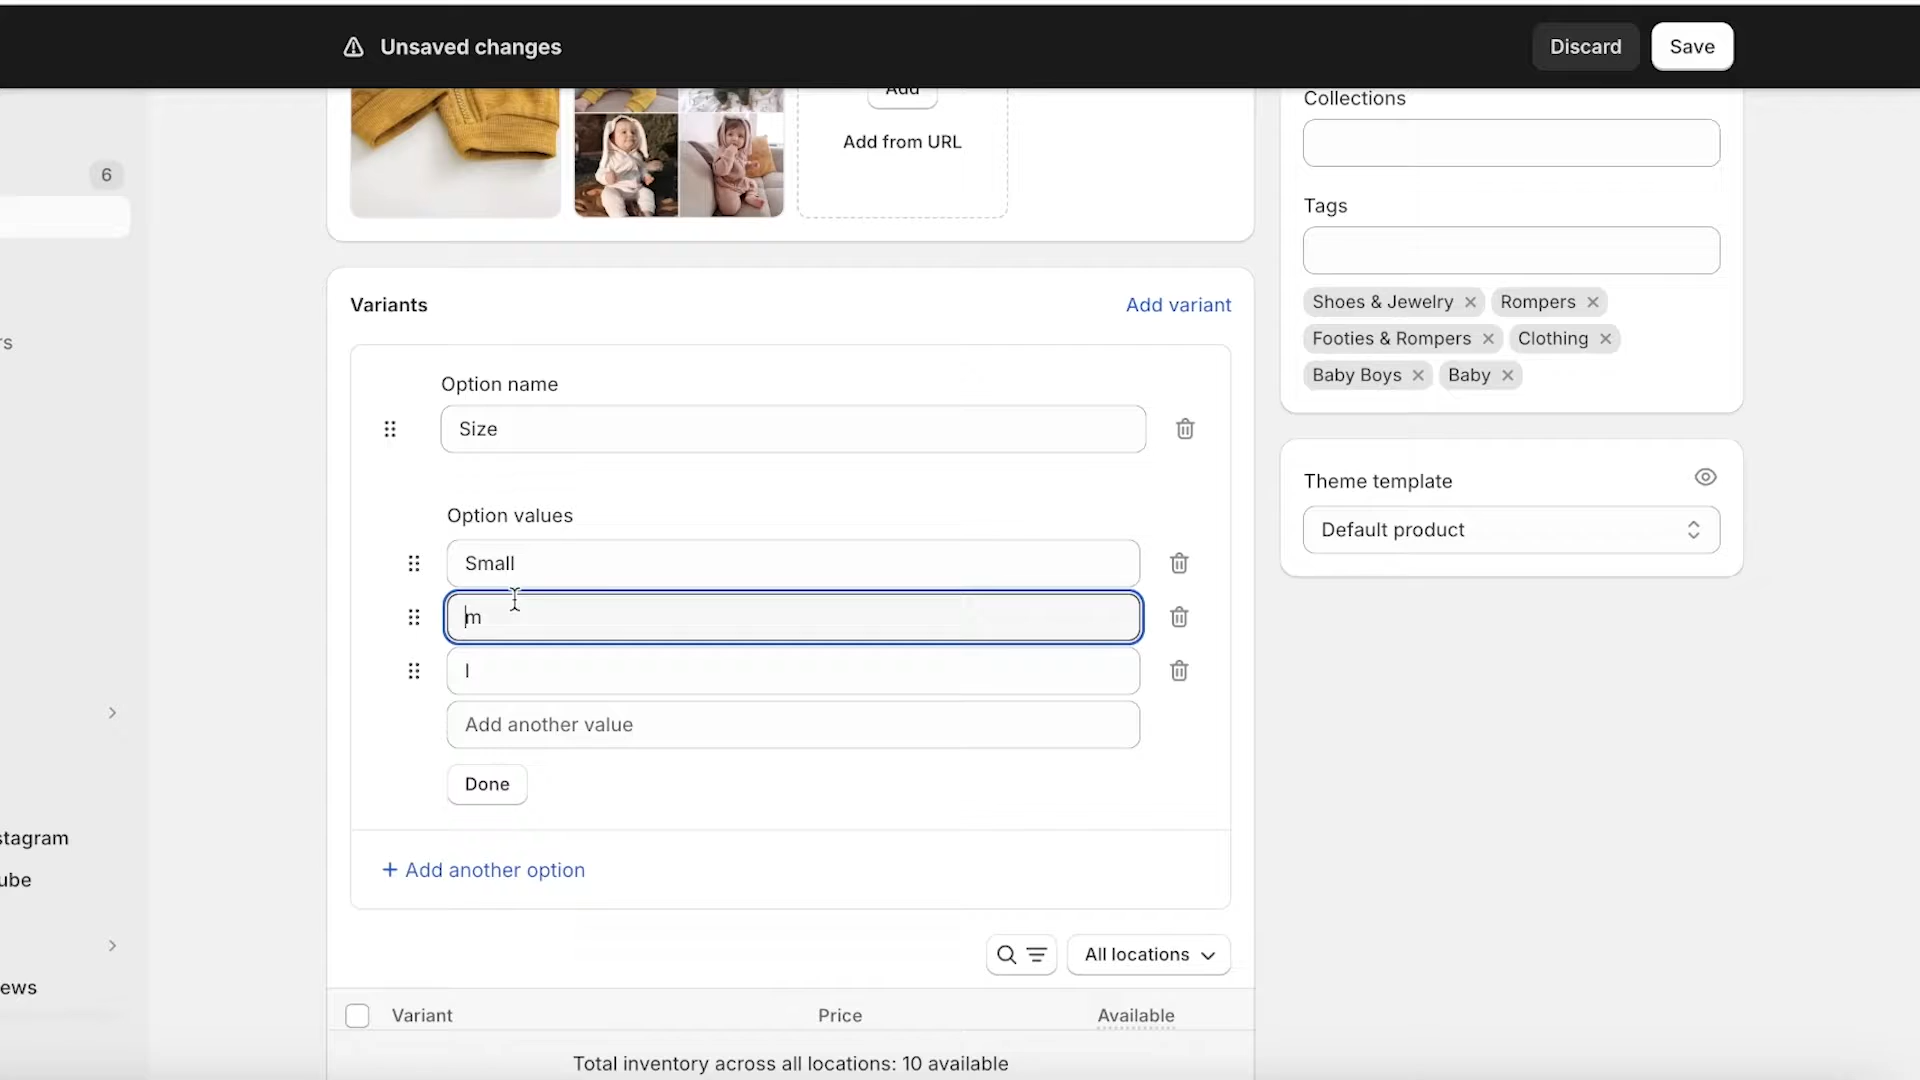 Unsaved changes
Discard
Save
Add
Add from URL
Collections
6
Tags
Shoes & Jewelry
Rompers
Footies & Rompers
Clothing
Baby Boys
Baby
Variants
Add variant
rs
Option name
Size
Theme template
Default product
Option values
Small
m
l
Add another value
Done
stagram
ube
+ Add another option
All locations
ews
Variant
Price
Available
Total inventory across all locations: 10 available